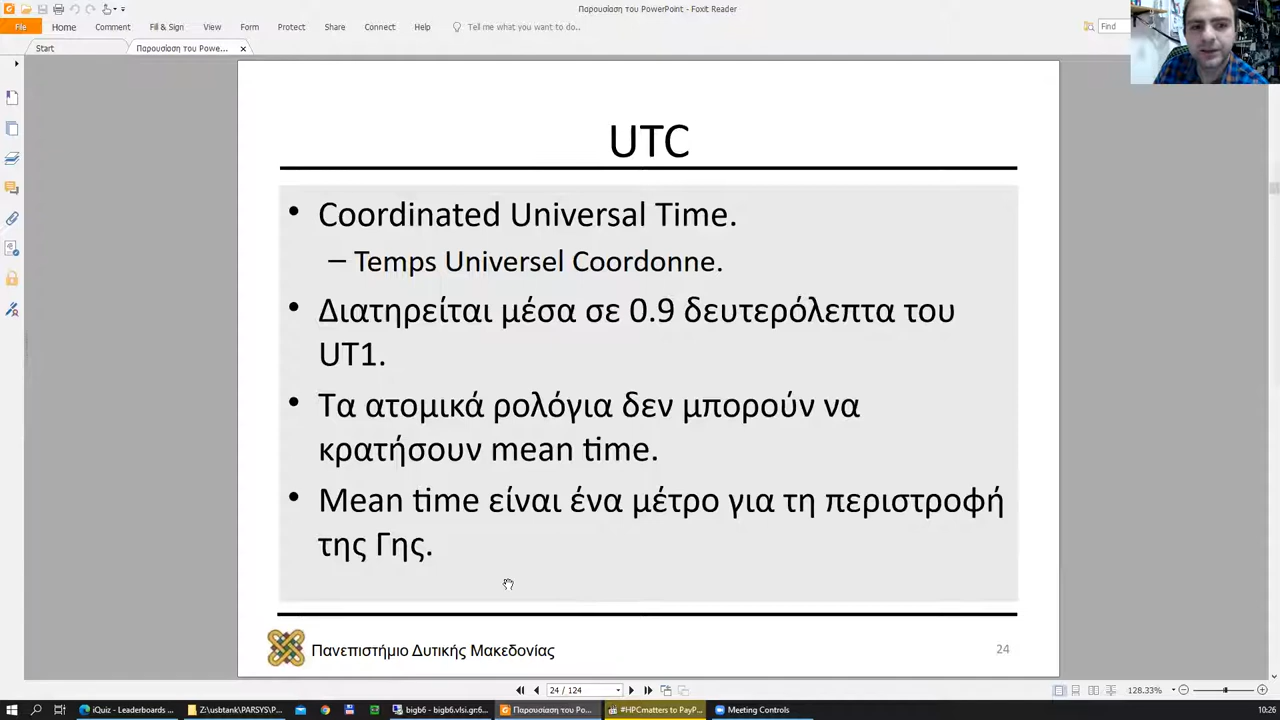 Παρουσίαση του PowerPoint - Foxit Reader
File Home Comment Fill & Sign View Form Protect Share Connect Help Tell me what you want to do.. Find
Start Παρουσίαση του Powe...
UTC
• Coordinated Universal Time.
– Temps Universel Coordonne.
• Διατηρείται μέσα σε 0.9 δευτερόλεπτα του
UT1.
• Τα ατομικά ρολόγια δεν μπορούν να
κρατήσουν mean time.
• Mean time είναι ένα μέτρο για τη περιστροφή
της Γης.
Πανεπιστήμιο Δυτικής Μακεδονίας 24
24 / 124 128.33%
iQuiz - Leaderboards ... Z:\usbtank\PARSYS\P... bigb6 - bigb6.vlsi.gr:6... Παρουσίαση του Po... #HPCmatters to PayP... Meeting Controls 10:26